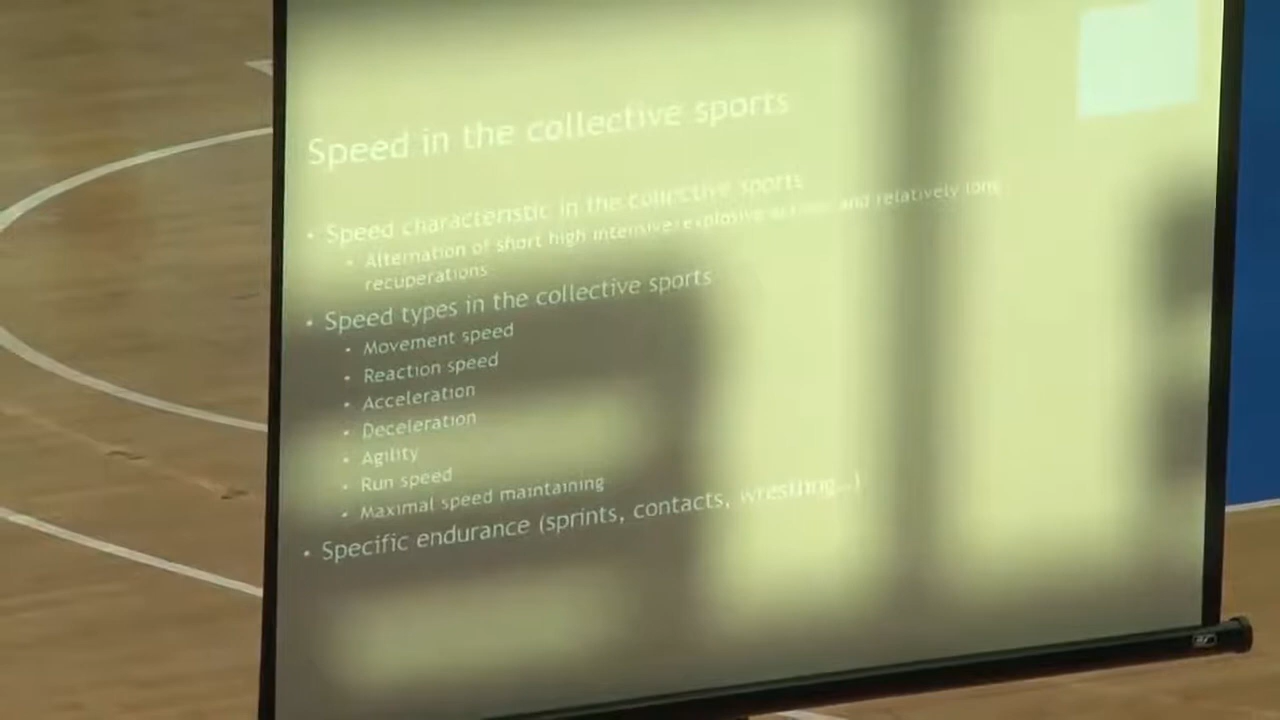 Speed in the collective sports
• Speed characteristic in the collective sports
• Alternation of short high intensive/explosive actions and relatively long
recuperations
• Speed types in the collective sports
• Movement speed
• Reaction speed
• Acceleration
• Deceleration
• Agility
• Run speed
• Maximal speed maintaining
• Specific endurance (sprints, contacts, wrestling…)